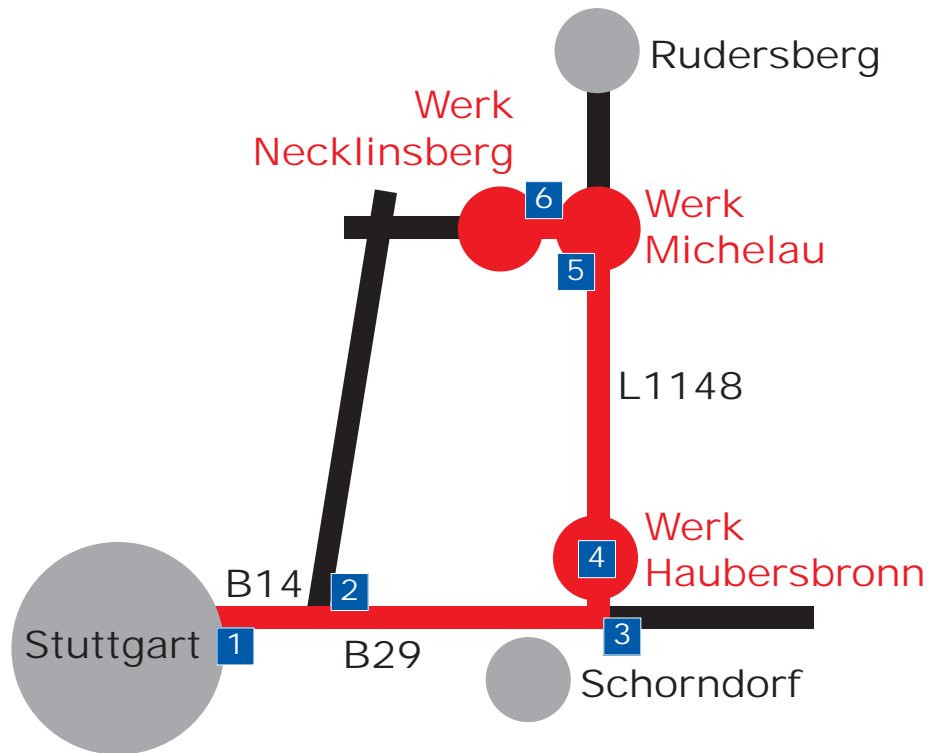 Rudersberg
Werk
Necklinsberg
6
Werk
Michelau
5
L1148
Werk
Haubersbronn
4
B14
2
Stuttgart
1
B29
3
Schorndorf